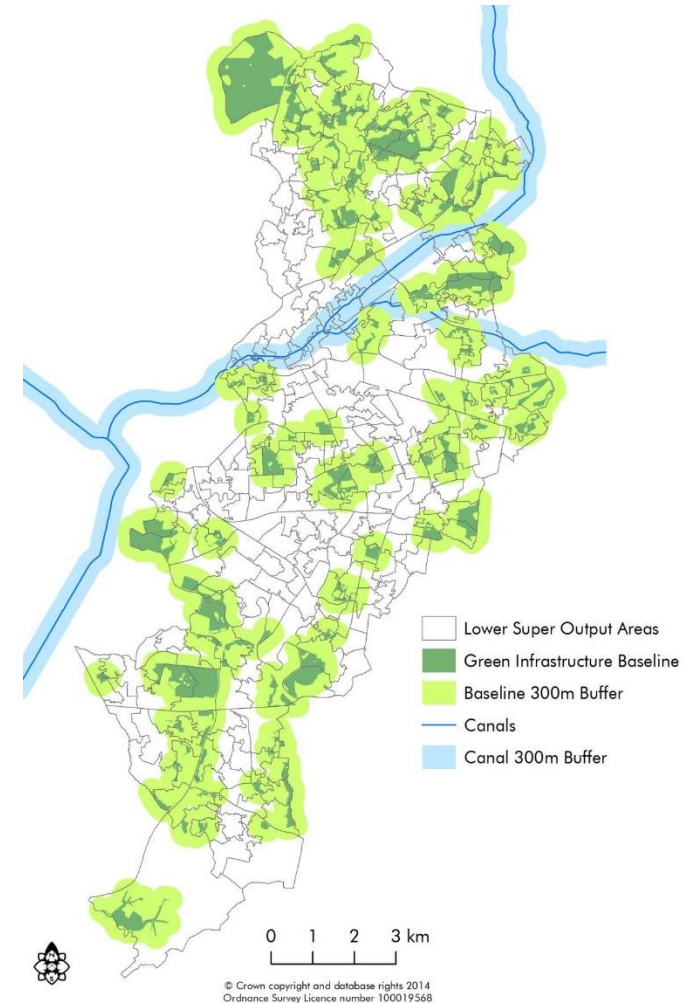 Lower Super Output Areas
Green Infrastructure Baseline
Baseline 300m Buffer
Canals
Canal 300m Buffer
0 1 2 3 km
© Crown copyright and database rights 2014
Ordnance Survey Licence number 100019568